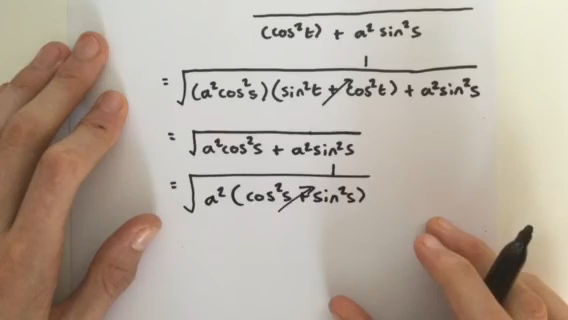 (cos²t) + a² sin²s
1
= √(a²cos²s)(sin²t + cos²t) + a²sin²s
= √a²cos²s + a²sin²s
1
= √a² (cos²s + sin²s)